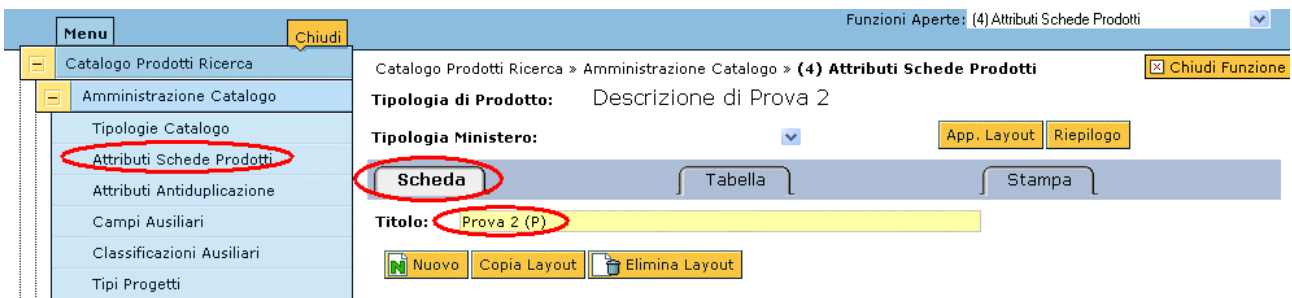 Funzioni Aperte: (4) Attributi Schede Prodotti
Menu
Chiudi
Catalogo Prodotti Ricerca
Amministrazione Catalogo
Tipologie Catalogo
Attributi Schede Prodotti
Attributi Antiduplicazione
Campi Ausiliari
Classificazioni Ausiliari
Tipi Progetti
Catalogo Prodotti Ricerca » Amministrazione Catalogo » (4) Attributi Schede Prodotti
Chiudi Funzione
Tipologia di Prodotto: Descrizione di Prova 2
Tipologia Ministero:
App. Layout Riepilogo
Scheda Tabella Stampa
Titolo: Prova 2 (P)
Nuovo Copia Layout Elimina Layout